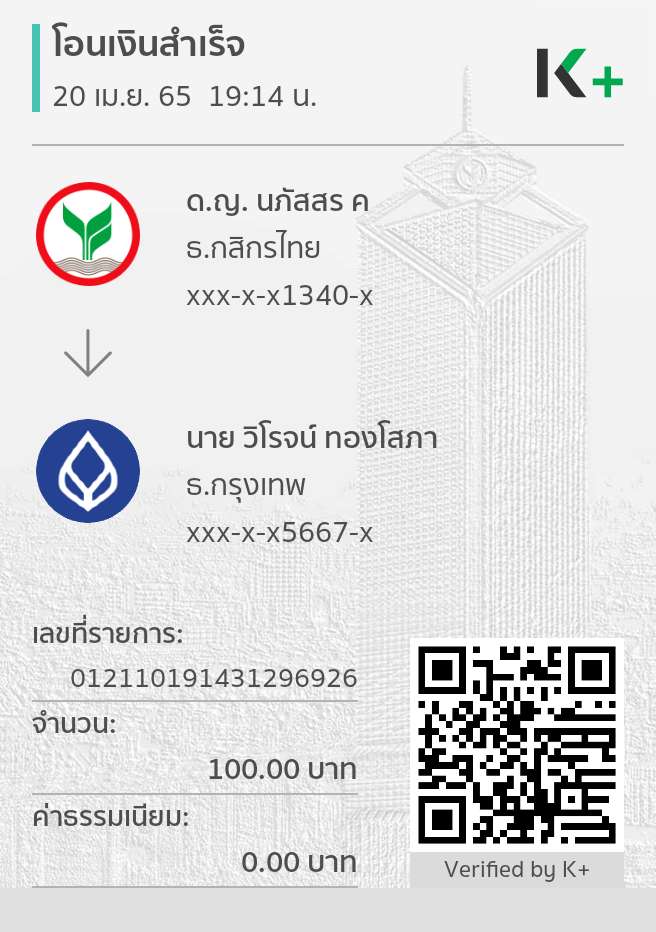 โอนเงินสำเร็จ
20 เม.ย. 65 19:14 น.
K+
ด.ญ. นภัสสร ค
ธ.กสิกรไทย
xxx-x-x1340-x
นาย วิโรจน์ ทองโสภา
ธ.กรุงเทพ
xxx-x-x5667-x
เลขที่รายการ:
012110191431296926
จำนวน:
100.00 บาท
ค่าธรรมเนียม:
0.00 บาท
Verified by K+